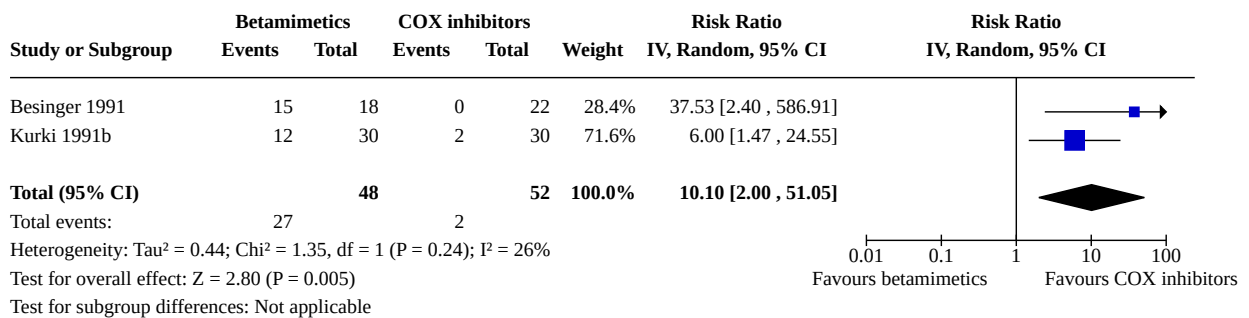 Betamimetics COX inhibitors Risk Ratio Risk Ratio
Study or Subgroup Events Total Events Total Weight IV, Random, 95% CI IV, Random, 95% CI
Besinger 1991 15 18 0 22 28.4% 37.53 [2.40 , 586.91]
Kurki 1991b 12 30 2 30 71.6% 6.00 [1.47 , 24.55]
Total (95% CI) 48 52 100.0% 10.10 [2.00 , 51.05]
Total events: 27 2
Heterogeneity: Tau² = 0.44; Chi² = 1.35, df = 1 (P = 0.24); I² = 26%
0.01 0.1 1 10 100
Test for overall effect: Z = 2.80 (P = 0.005) Favours betamimetics Favours COX inhibitors
Test for subgroup differences: Not applicable